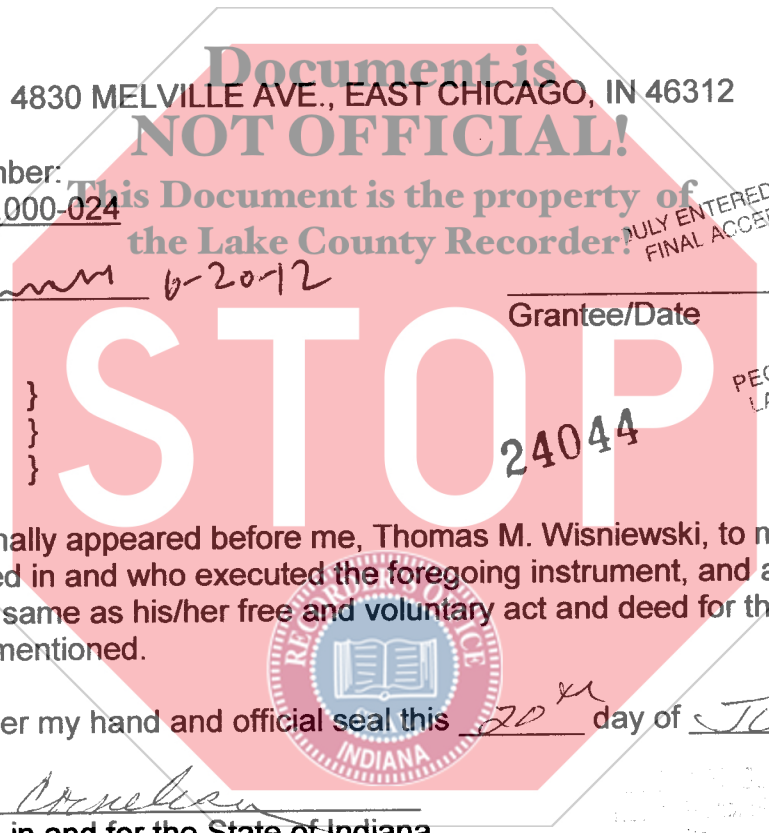 Document is
4830 MELVILLE AVE., EAST CHICAGO, IN 46312
NOT OFFICIAL!
mber:
000-024
This Document is the property of
the Lake County Recorder!
DULY ENTERED
FINAL ACCE
6-20-12
Grantee/Date
STOP
}
}
}
PEG
LA
24044
nally appeared before me, Thomas M. Wisniewski, to m
ed in and who executed the foregoing instrument, and a
same as his/her free and voluntary act and deed for th
mentioned.
RECORDER'S OFFICE
INDIANA
er my hand and official seal this 20th day of JU
in and for the State of Indiana